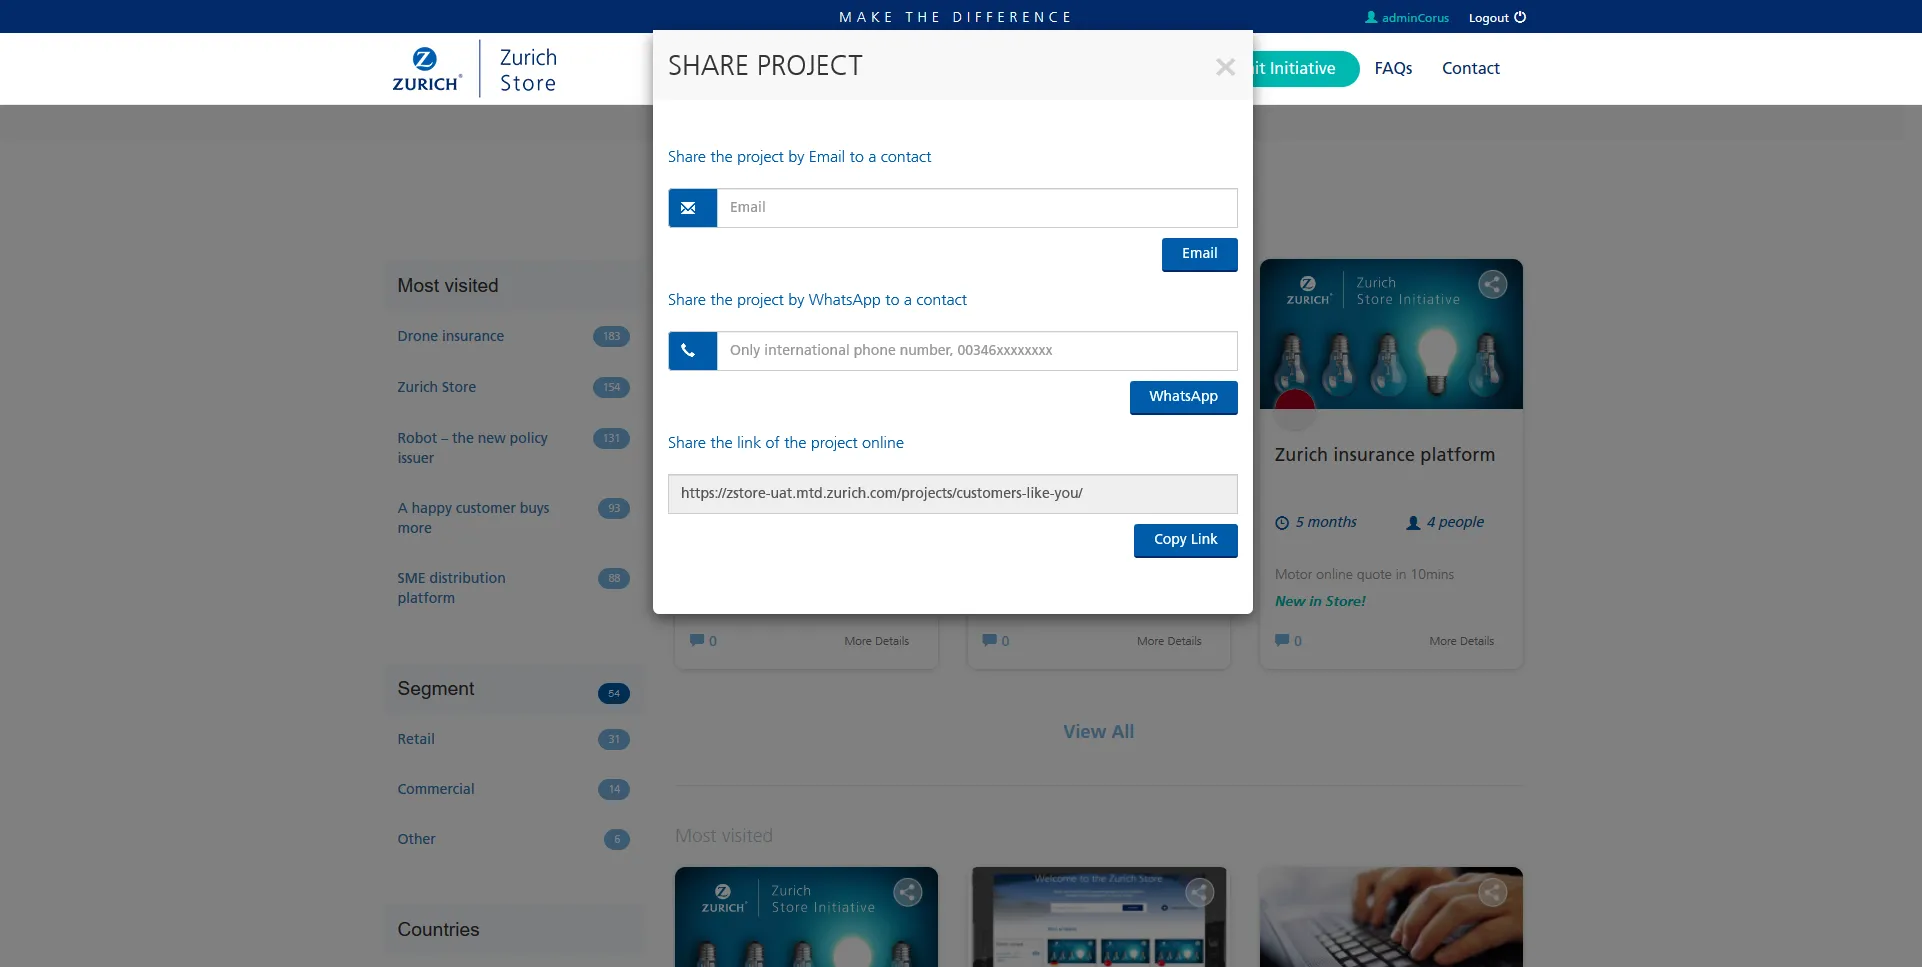 MAKE THE DIFFERENCE
adminCorus
Logout
ZURICH
Zurich
Store
it Initiative
FAQs
Contact
SHARE PROJECT
Share the project by Email to a contact
Email
Email
Share the project by WhatsApp to a contact
Only international phone number, 00346xxxxxxxx
WhatsApp
Share the link of the project online
https://zstore-uat.mtd.zurich.com/projects/customers-like-you/
Copy Link
Most visited
Drone insurance 183
Zurich Store 154
Robot – the new policy
issuer 131
A happy customer buys
more 93
SME distribution
platform 88
Segment 54
Retail 31
Commercial 14
Other 6
Countries
ZURICH
Zurich
Store Initiative
Zurich insurance platform
5 months
4 people
Motor online quote in 10mins
New in Store!
0 More Details
0 More Details
0 More Details
View All
Most visited
ZURICH
Zurich
Store Initiative
Welcome to the Zurich Store